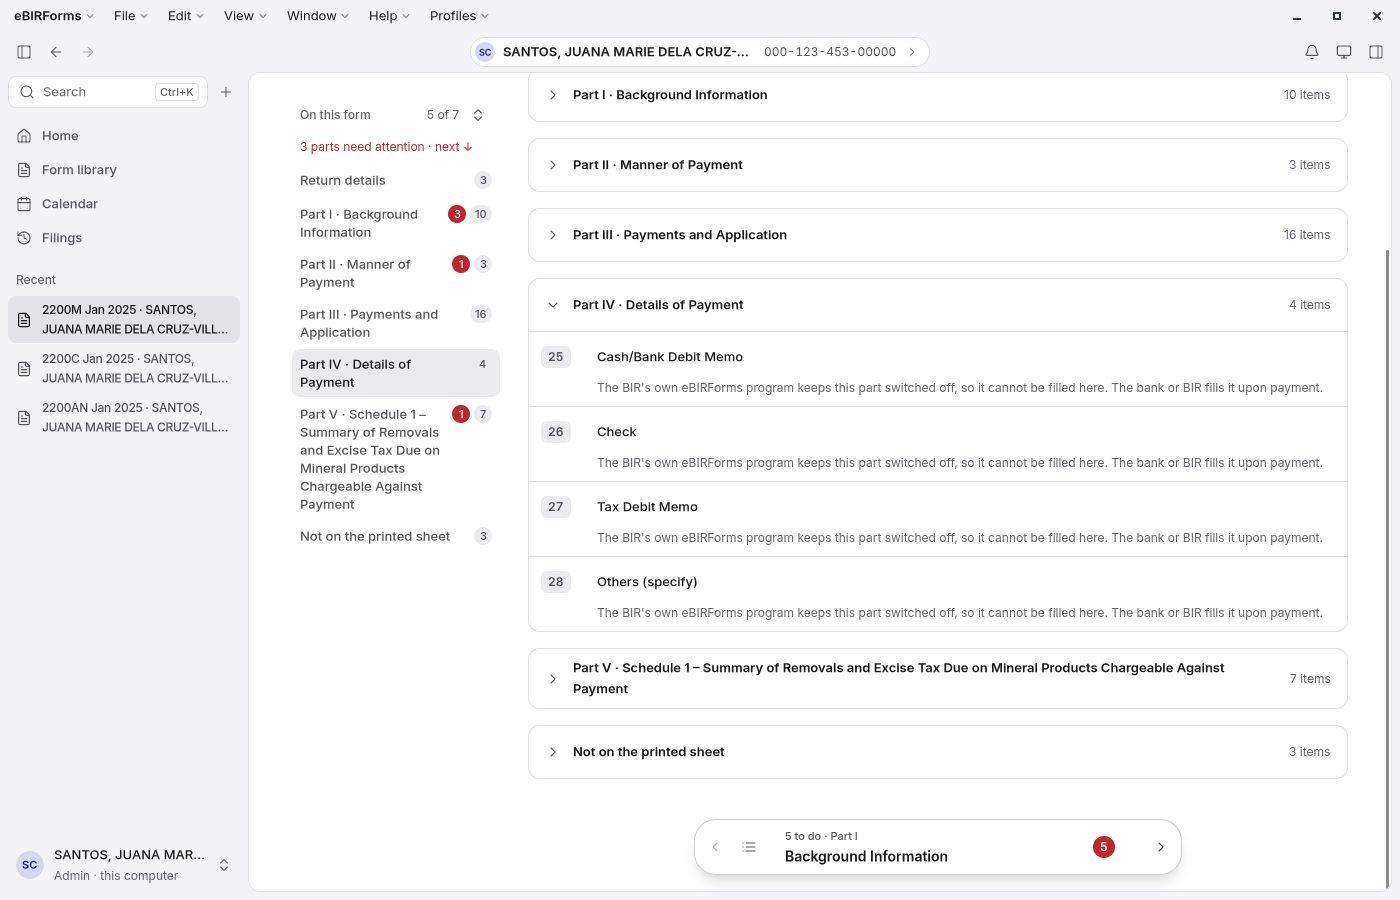 eBIRForms File Edit View Window Help Profiles
SC SANTOS, JUANA MARIE DELA CRUZ-... 000-123-453-00000
Search Ctrl+K
Home
Form library
Calendar
Filings
Recent
2200M Jan 2025 · SANTOS,
JUANA MARIE DELA CRUZ-VILL...
2200C Jan 2025 · SANTOS,
JUANA MARIE DELA CRUZ-VILL...
2200AN Jan 2025 · SANTOS,
JUANA MARIE DELA CRUZ-VILL...
SC SANTOS, JUANA MAR...
Admin · this computer
On this form 5 of 7
3 parts need attention · next ↓
Return details 3
Part I · Background 3 10
Information
Part II · Manner of 1 3
Payment
Part III · Payments and 16
Application
Part IV · Details of 4
Payment
Part V · Schedule 1 – 1 7
Summary of Removals
and Excise Tax Due on
Mineral Products
Chargeable Against
Payment
Not on the printed sheet 3
Part I · Background Information 10 items
Part II · Manner of Payment 3 items
Part III · Payments and Application 16 items
Part IV · Details of Payment 4 items
25 Cash/Bank Debit Memo
The BIR's own eBIRForms program keeps this part switched off, so it cannot be filled here. The bank or BIR fills it upon payment.
26 Check
The BIR's own eBIRForms program keeps this part switched off, so it cannot be filled here. The bank or BIR fills it upon payment.
27 Tax Debit Memo
The BIR's own eBIRForms program keeps this part switched off, so it cannot be filled here. The bank or BIR fills it upon payment.
28 Others (specify)
The BIR's own eBIRForms program keeps this part switched off, so it cannot be filled here. The bank or BIR fills it upon payment.
Part V · Schedule 1 – Summary of Removals and Excise Tax Due on Mineral Products Chargeable Against
Payment 7 items
Not on the printed sheet 3 items
5 to do · Part I
Background Information 5